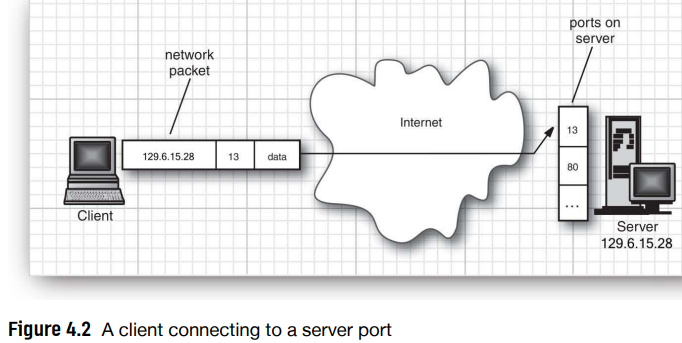 ports on
server
network
packet
Internet
129.6.15.28 13 data
13
80
...
Client
Server
129.6.15.28
Figure 4.2 A client connecting to a server port